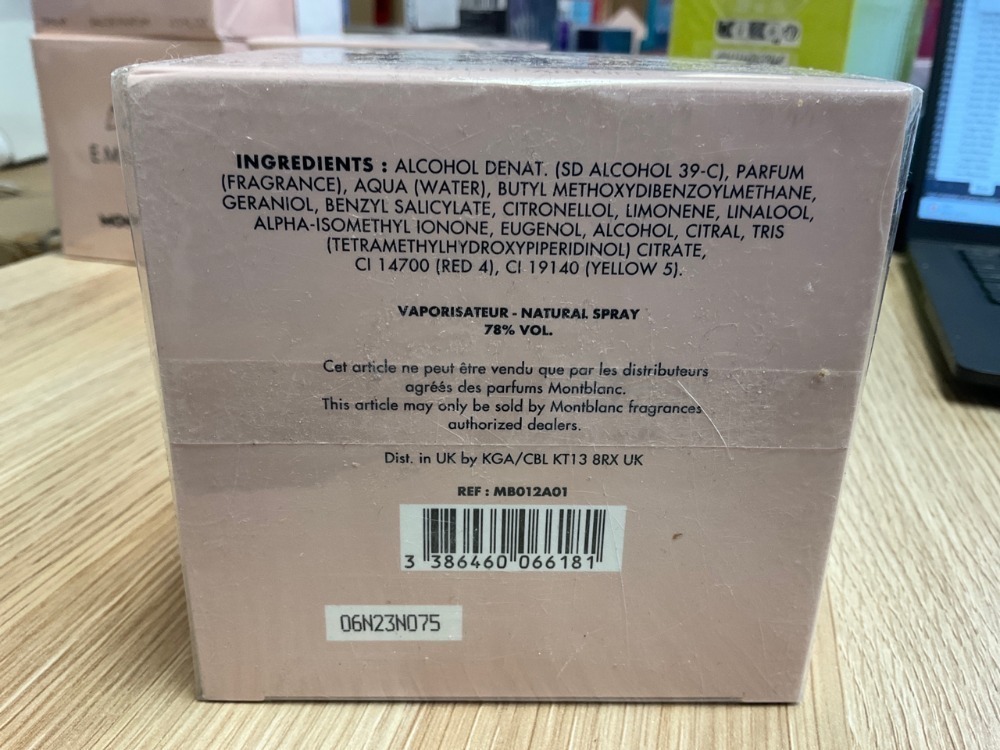 INGREDIENTS : ALCOHOL DENAT. (SD ALCOHOL 39-C), PARFUM
(FRAGRANCE), AQUA (WATER), BUTYL METHOXYDIBENZOYLMETHANE,
GERANIOL, BENZYL SALICYLATE, CITRONELLOL, LIMONENE, LINALOOL,
ALPHA-ISOMETHYL IONONE, EUGENOL, ALCOHOL, CITRAL, TRIS
(TETRAMETHYLHYDROXYPIPERIDINOL) CITRATE,
CI 14700 (RED 4), CI 19140 (YELLOW 5).
VAPORISATEUR - NATURAL SPRAY
78% VOL.
Cet article ne peut être vendu que par les distributeurs
agréés des parfums Montblanc.
This article may only be sold by Montblanc fragrances
authorized dealers.
Dist. in UK by KGA/CBL KT13 8RX UK
REF : MB012A01
3 386460 066181
06N23N075